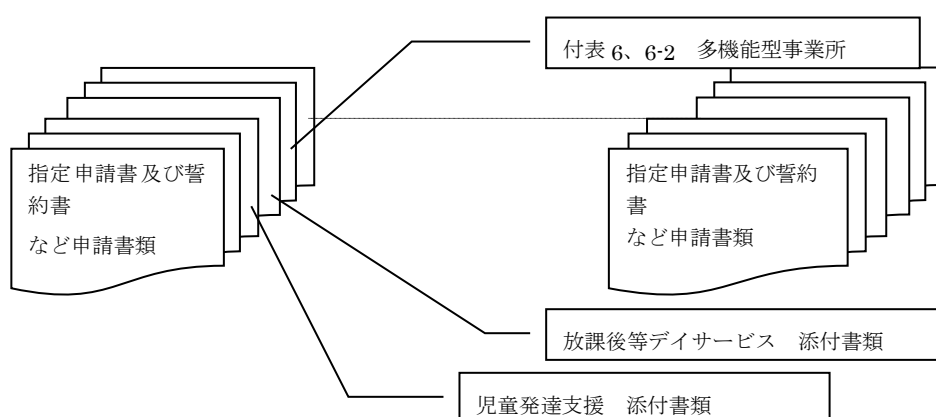 付表 6、6-2　多機能型事業所
指定申請書及び誓
約書
など申請書類
指定申請書及び誓約
書
など申請書類
放課後等デイサービス　添付書類
児童発達支援　添付書類